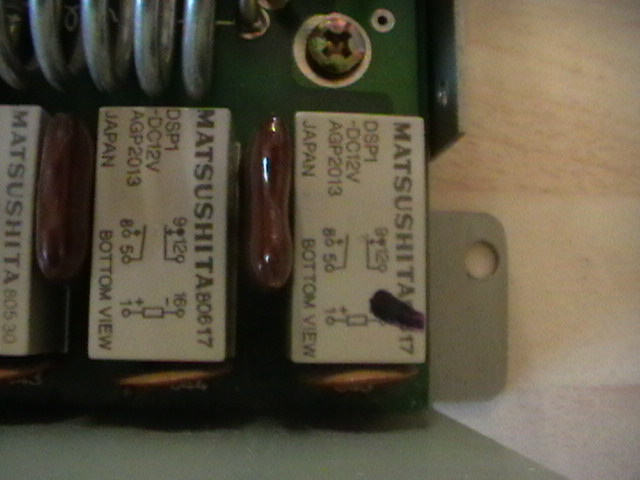 MATSUSHITA 80530
MATSUSHITA 80617
DSP1
-DC12V
AGP2013
JAPAN
9 12
8 5
16
1
BOTTOM VIEW
MATSUSHITA
17
DSP1
-DC12V
AGP2013
JAPAN
9 12
8 5
1
BOTTOM VIEW